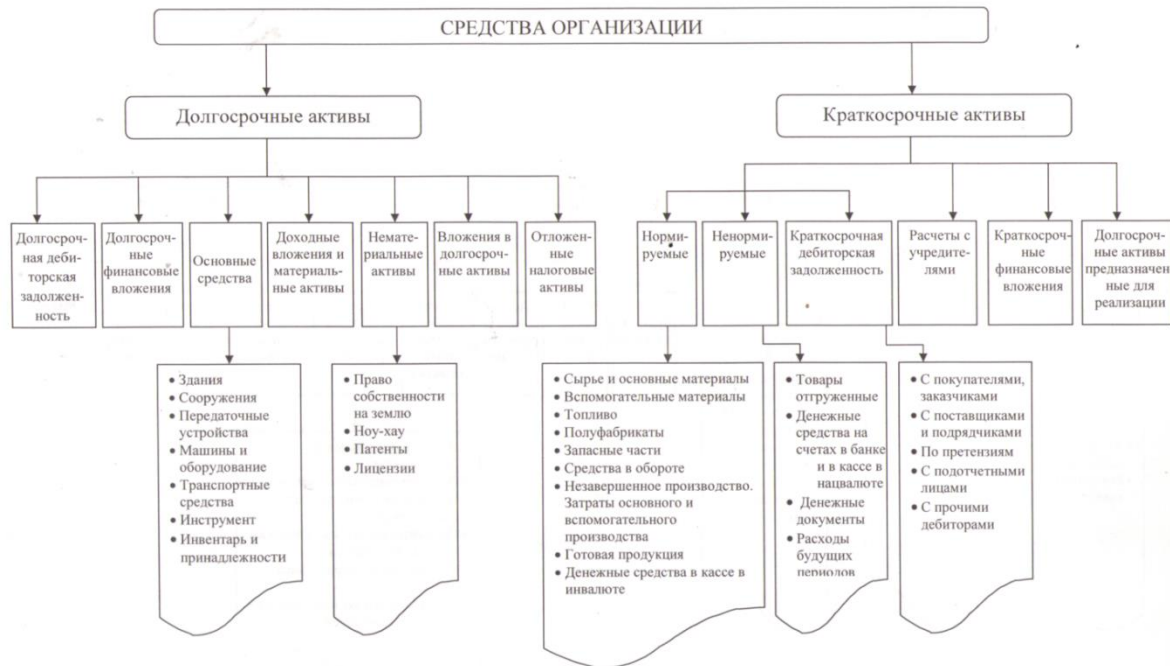 СРЕДСТВА ОРГАНИЗАЦИИ
Долгосрочные активы
Краткосрочные активы
Долгосроч-
ная деби-
торская
задолжен-
ность
Долгосроч-
ные
финансовые
вложения
Основные
средства
Доходные
вложения и
материаль-
ные активы
Немате-
риальные
активы
Вложения в
долгосроч-
ные активы
Отложен-
ные
налоговые
активы
Норми-
руемые
Ненорми-
руемые
Краткосрочная
дебиторская
задолженность
Расчеты с
учредите-
лями
Краткосроч-
ные
финансовые
вложения
Долгосроч-
ные активы
предназначен-
ные для
реализации
• Здания
• Сооружения
• Передаточные
устройства
• Машины и
оборудование
• Транспортные
средства
• Инструмент
• Инвентарь и
принадлежности
• Право
собственности
на землю
• Ноу-хау
• Патенты
• Лицензии
• Сырье и основные материалы
• Вспомогательные материалы
• Топливо
• Полуфабрикаты
• Запасные части
• Средства в обороте
• Незавершенное производство.
Затраты основного и
вспомогательного
производства
• Готовая продукция
• Денежные средства в кассе в
инвалюте
• Товары
отгруженные
• Денежные
средства на
счетах в банке
и в кассе в
нацвалюте
• Денежные
документы
• Расходы
будущих
периодов
• С покупателями,
заказчиками
• С поставщиками
и подрядчиками
• По претензиям
• С подотчетными
лицами
• С прочими
дебиторами